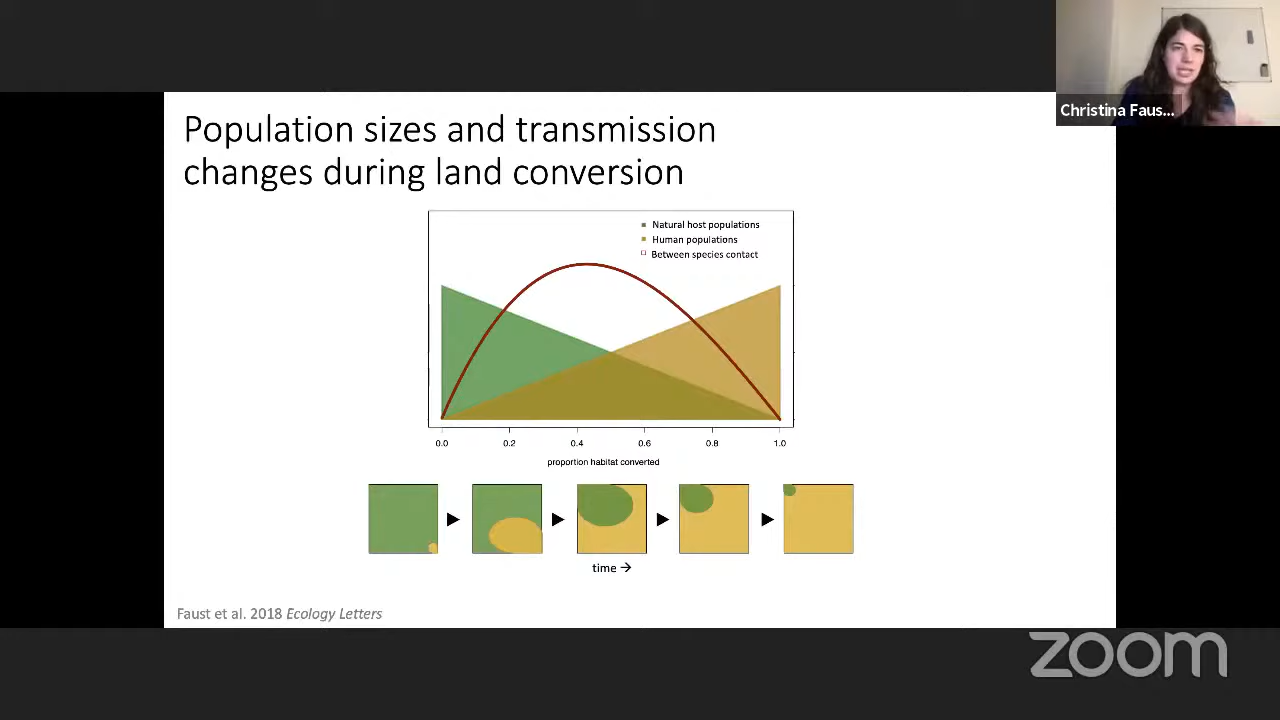 Christina Faus...
Population sizes and transmission
changes during land conversion
Natural host populations
Human populations
Between species contact
0.0 0.2 0.4 0.6 0.8 1.0
proportion habitat converted
time →
Faust et al. 2018 Ecology Letters
zoom